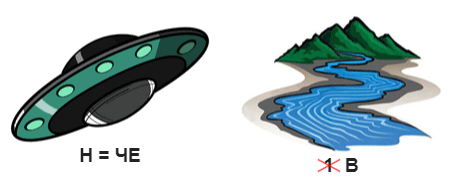 Н = ЧЕ
1 В